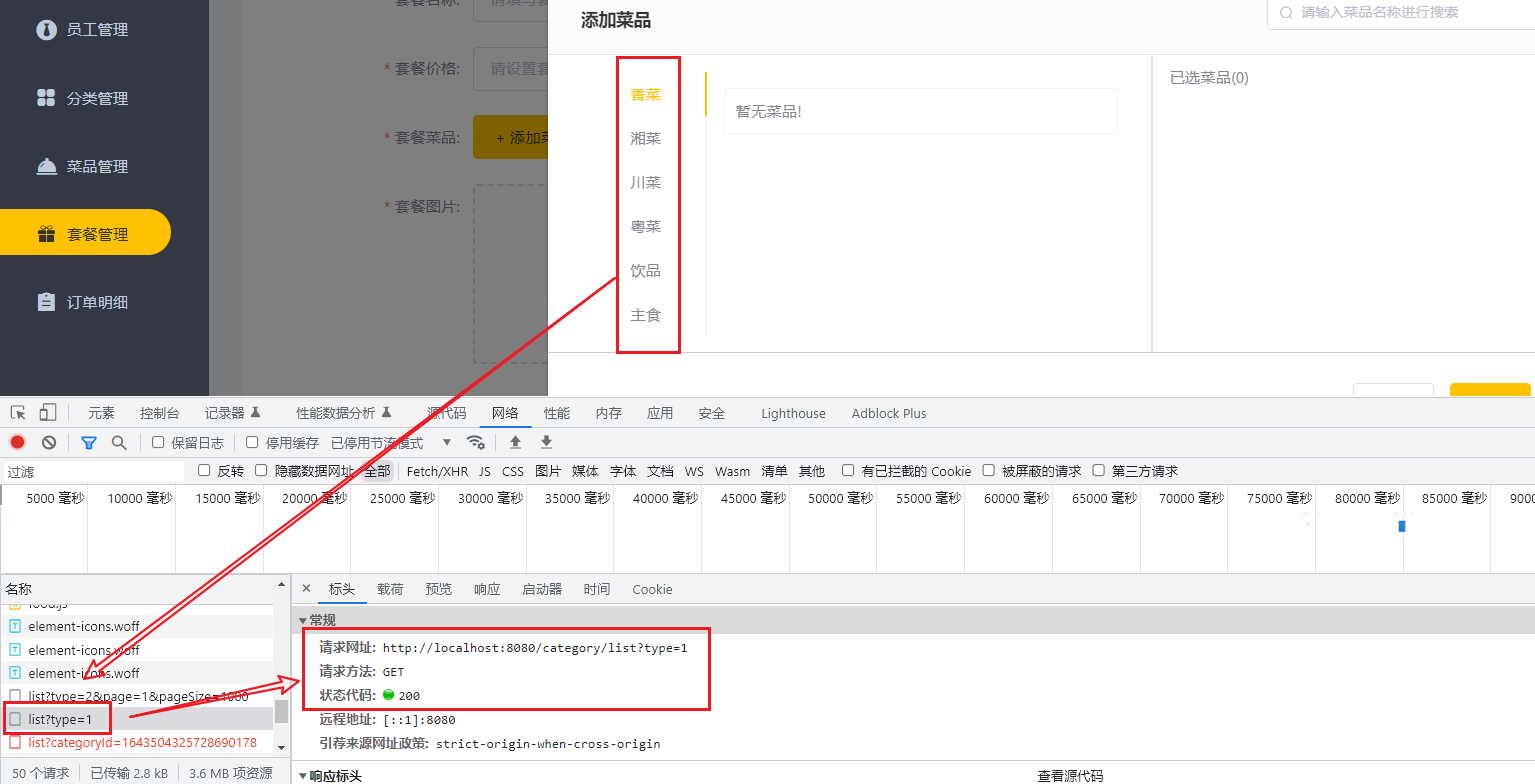 员工管理
分类管理
菜品管理
套餐管理
订单明细
* 套餐价格:
* 套餐菜品:
+ 添加
* 套餐图片:
添加菜品
请输入菜品名称进行搜索
香菜
湘菜
川菜
粤菜
饮品
主食
暂无菜品!
已选菜品(0)
元素 控制台 记录器 性能数据分析 源代码 网络 性能 内存 应用 安全 Lighthouse Adblock Plus
保留日志 停用缓存 已停用节流模式
过滤 反转 隐藏数据网址 全部 Fetch/XHR JS CSS 图片 媒体 字体 文档 WS Wasm 清单 其他 有已拦截的 Cookie 被屏蔽的请求 第三方请求
5000 毫秒 10000 毫秒 15000 毫秒 20000 毫秒 25000 毫秒 30000 毫秒 35000 毫秒 40000 毫秒 45000 毫秒 50000 毫秒 55000 毫秒 60000 毫秒 65000 毫秒 70000 毫秒 75000 毫秒 80000 毫秒 85000 毫秒
名称
element-icons.woff
element-icons.woff
element-icons.woff
list?type=2&page=1&pageSize=1000
list?type=1
list?categoryId=1643504325728690178
50 个请求 已传输 2.8 kB 3.6 MB 项资源
标头 载荷 预览 响应 启动器 时间 Cookie
常规
请求网址: http://localhost:8080/category/list?type=1
请求方法: GET
状态代码: 200
远程地址: [::1]:8080
引荐来源网址政策: strict-origin-when-cross-origin
响应标头 查看源代码